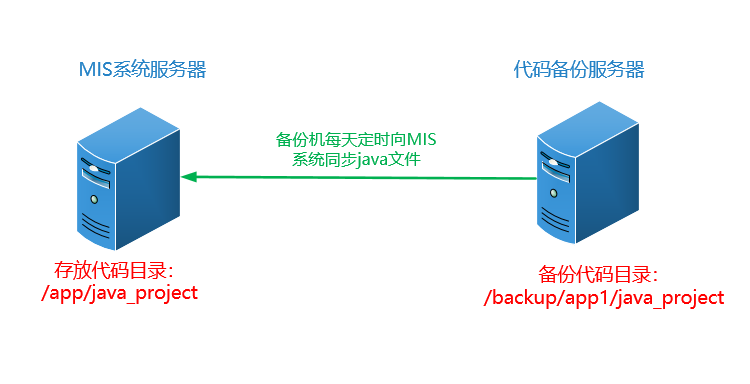 MIS系统服务器
代码备份服务器
备份机每天定时向MIS
系统同步java文件
存放代码目录：
/app/java_project
备份代码目录：
/backup/app1/java_project